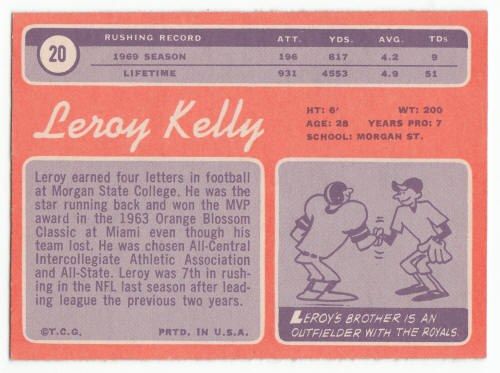 20
RUSHING RECORD ATT. YDS. AVG. TDs
1969 SEASON 196 817 4.2 9
LIFETIME 931 4553 4.9 51
Leroy Kelly
HT: 6' WT: 200
AGE: 28 YEARS PRO: 7
SCHOOL: MORGAN ST.
Leroy earned four letters in football
at Morgan State College. He was the
star running back and won the MVP
award in the 1963 Orange Blossom
Classic at Miami even though his
team lost. He was chosen All-Central
Intercollegiate Athletic Association
and All-State. Leroy was 7th in rush-
ing in the NFL last season after lead-
ing league the previous two years.
©T.C.G. PRTD. IN U.S.A.
LEROY'S BROTHER IS AN
OUTFIELDER WITH THE ROYALS.